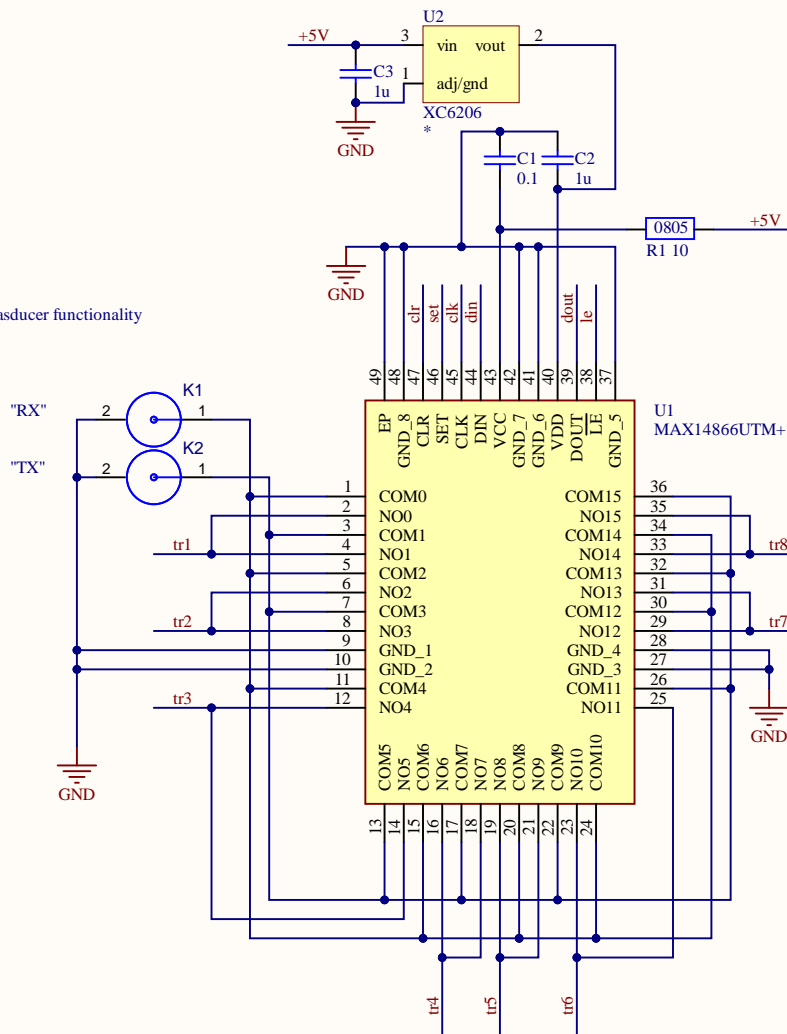 U2
+5V 3 vin vout 2
C3
1u
1 adj/gnd
XC6206
*
GND
C1
0.1
C2
1u
0805
+5V
R1 10
GND
asducer functionality
clr
set
clk
din
dout
le
49
48
47
46
45
44
43
42
41
40
39
38
37
EP
GND_8
CLR
SET
CLK
DIN
VCC
GND_7
GND_6
VDD
DOUT
LE
GND_5
U1
MAX14866UTM+
"RX" 2 K1 1
"TX" 2 K2 1
1 COM0 COM15 36
2 NO0 NO15 35
3 COM1 COM14 34
tr1 4 NO1 NO14 33 tr8
5 COM2 COM13 32
6 NO2 NO13 31
7 COM3 COM12 30
tr2 8 NO3 NO12 29 tr7
9 GND_1 GND_4 28
10 GND_2 GND_3 27
11 COM4 COM11 26
tr3 12 NO4 NO11 25
GND
GND
COM5
NO5
COM6
NO6
COM7
NO7
NO8
COM8
NO9
COM9
NO10
COM10
13
14
15
16
17
18
19
20
21
22
23
24
tr4
tr5
tr6